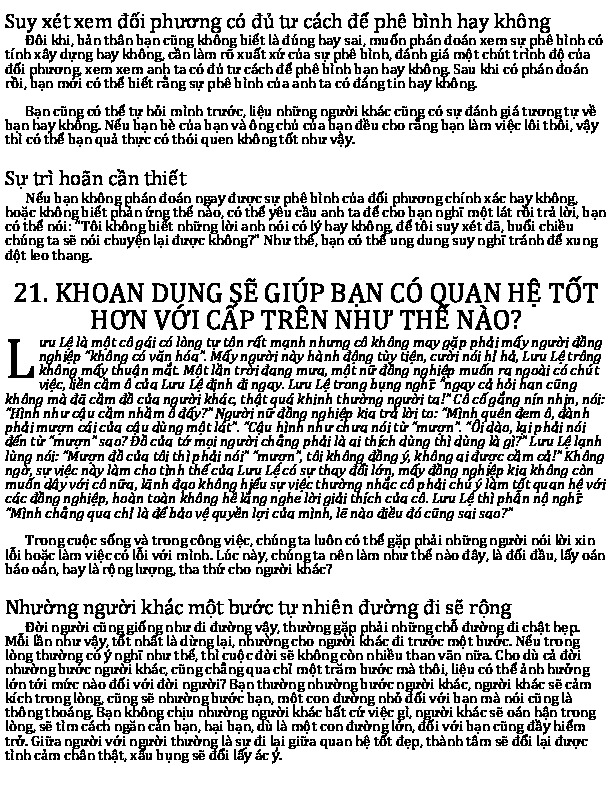 Suy xét xem đối phương có đủ tư cách để phê bình hay không
Đôi khi, bản thân bạn cũng không biết là đúng hay sai, muốn phán đoán xem sự phê bình có
tính xây dựng hay không, cần làm rõ xuất xứ của sự phê bình, đánh giá một chút trình độ của
đối phương, xem xem anh ta có đủ tư cách để phê bình bạn hay không. Sau khi có phán đoán
rồi, bạn mới có thể biết rằng sự phê bình của anh ta có đáng tin hay không.
Bạn cũng có thể tự hỏi mình trước, liệu những người khác cũng có sự đánh giá tương tự về
bạn hay không. Nếu bạn bè của bạn và ông chủ của bạn đều cho rằng bạn làm việc lôi thôi, vậy
thì có thể bạn quả thực có thói quen không tốt như vậy.
Sự trì hoãn cần thiết
Nếu bạn không phán đoán ngay được sự phê bình của đối phương chính xác hay không,
hoặc không biết phản ứng thế nào, có thể yêu cầu anh ta để cho bạn nghĩ một lát rồi trả lời, bạn
có thể nói: "Tôi không biết những lời anh nói có lý hay không, để tôi suy xét đã, buổi chiều
chúng ta sẽ nói chuyện lại được không?" Như thế, bạn có thể ung dung suy nghĩ tránh để xung
đột leo thang.
21. KHOAN DUNG SẼ GIÚP BẠN CÓ QUAN HỆ TỐT
HƠN VỚI CẤP TRÊN NHƯ THẾ NÀO?
Lưu Lệ là một cô gái có lòng tự tôn rất mạnh nhưng cô không may gặp phải mấy người đồng
nghiệp "không có văn hóa". Mấy người này hành động tùy tiện, cười nói hị hả, Lưu Lệ trông
không mấy thuận mắt. Một lần trời đang mưa, một nữ đồng nghiệp muốn ra ngoài có chút
việc, liền cầm ô của Lưu Lệ định đi ngay. Lưu Lệ trong bụng nghĩ: "ngay cả hỏi han cũng
không mà đã cầm đồ của người khác, thật quá khinh thường người ta!" Cô cố gắng nín nhịn, nói:
"Hình như cậu cầm nhầm ô đấy?" Người nữ đồng nghiệp kia trả lời to: "Mình quên đem ô, đành
phải mượn cái của cậu dùng một lát". "Cậu hình như chưa nói từ "mượn". "Ối dào, lại phải nói
đến từ "mượn" sao? Đồ của tớ mọi người chẳng phải là ai thích dùng thì dùng là gì?" Lưu Lệ lạnh
lùng nói: "Mượn đồ của tôi thì phải nói" "mượn", tôi không đồng ý, không ai được cầm cả!" Không
ngờ, sự việc này làm cho tình thế của Lưu Lệ có sự thay đổi lớn, mấy đồng nghiệp kia không còn
muốn dây với cô nữa, lãnh đạo không hiểu sự việc thường nhắc cô phải chú ý làm tốt quan hệ với
các đồng nghiệp, hoàn toàn không hề lắng nghe lời giải thích của cô. Lưu Lệ thì phẫn nộ nghĩ:
"Mình chẳng qua chỉ là để bảo vệ quyền lợi của mình, lẽ nào điều đó cũng sai sao?"
Trong cuộc sống và trong công việc, chúng ta luôn có thể gặp phải những người nói lời xin
lỗi hoặc làm việc có lỗi với mình. Lúc này, chúng ta nên làm như thế nào đây, là đối đầu, lấy oán
báo oán, hay là rộng lượng, tha thứ cho người khác?
Nhường người khác một bước tự nhiên đường đi sẽ rộng
Đời người cũng giống như đi đường vậy, thường gặp phải những chỗ đường đi chật hẹp.
Mỗi lần như vậy, tốt nhất là dừng lại, nhường cho người khác đi trước một bước. Nếu trong
lòng thường có ý nghĩ như thế, thì cuộc đời sẽ không còn nhiều than vãn nữa. Cho dù cả đời
nhường bước người khác, cũng chẳng qua chỉ một trăm bước mà thôi, liệu có thể ảnh hưởng
lớn tới mức nào đối với đời người? Bạn thường nhường bước người khác, người khác sẽ cảm
kích trong lòng, cũng sẽ nhường bước bạn, một con đường nhỏ đối với bạn mà nói cũng là
thông thoáng. Bạn không chịu nhường người khác bất cứ việc gì, người khác sẽ oán hận trong
lòng, sẽ tìm cách ngăn cản bạn, hại bạn, dù là một con đường lớn, đối với bạn cũng đầy hiểm
trở. Giữa người với người thường là sự đi lại giữa quan hệ tốt đẹp, thành tâm sẽ đổi lại được
tình cảm chân thật, xấu bụng sẽ đổi lấy ác ý.